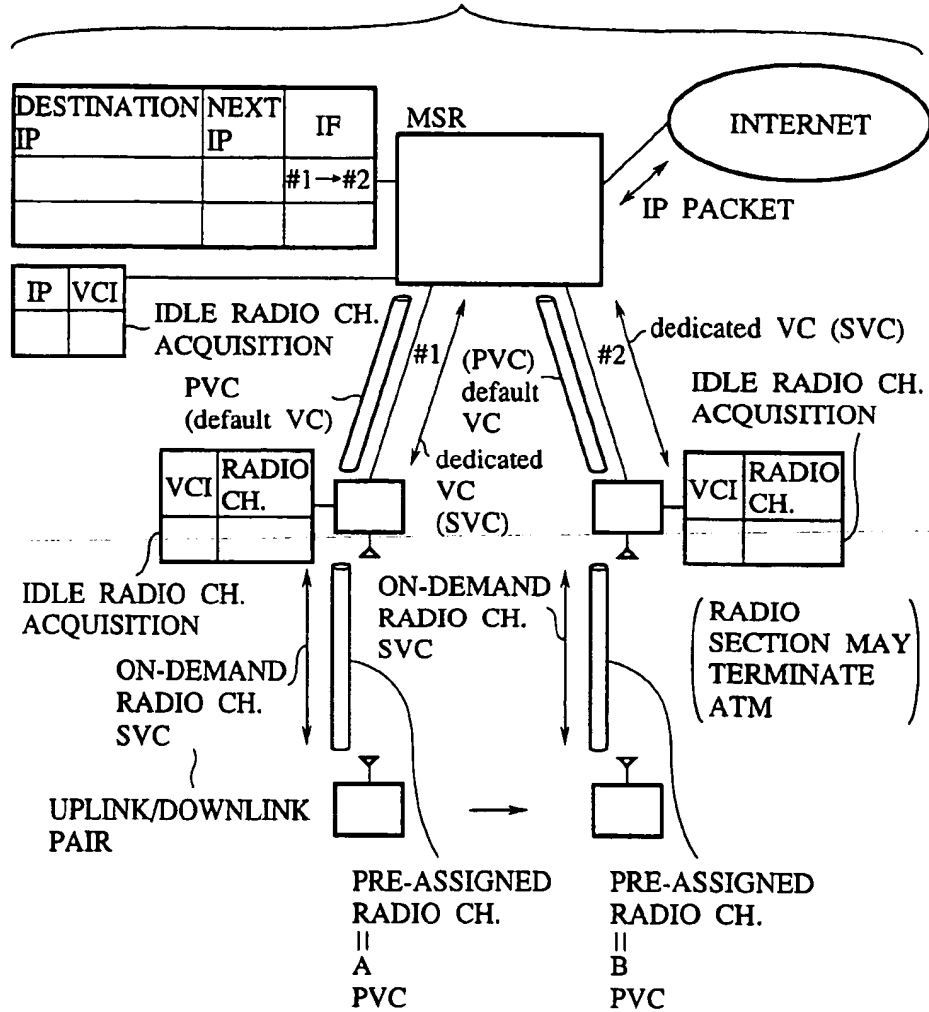 DESTINATION
IP
NEXT
IP
IF
#1→#2
MSR
INTERNET
IP PACKET
IP
VCI
IDLE RADIO CH.
ACQUISITION
PVC
(default VC)
#1
dedicated
VC
(SVC)
(PVC)
default
VC
#2
dedicated VC (SVC)
IDLE RADIO CH.
ACQUISITION
VCI
RADIO
CH.
VCI
RADIO
CH.
IDLE RADIO CH.
ACQUISITION
ON-DEMAND
RADIO CH.
SVC
UPLINK/DOWNLINK
PAIR
ON-DEMAND
RADIO CH.
SVC
(RADIO
SECTION MAY
TERMINATE
ATM)
PRE-ASSIGNED
RADIO CH.
=
A
PVC
PRE-ASSIGNED
RADIO CH.
=
B
PVC